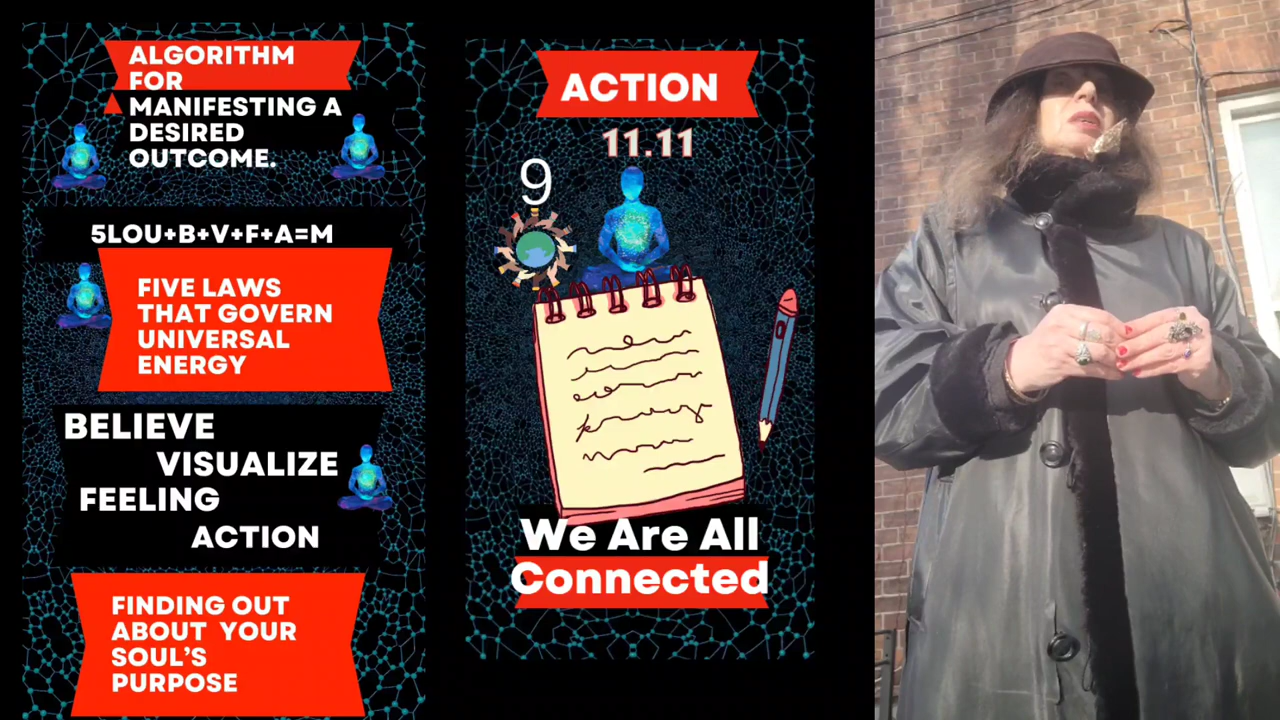 ALGORITHM
FOR
MANIFESTING A
DESIRED
OUTCOME.
5LOU+B+V+F+A=M
FIVE LAWS
THAT GOVERN
UNIVERSAL
ENERGY
BELIEVE
VISUALIZE
FEELING
ACTION
FINDING OUT
ABOUT YOUR
SOUL'S
PURPOSE
ACTION
11.11
9
We Are All
Connected